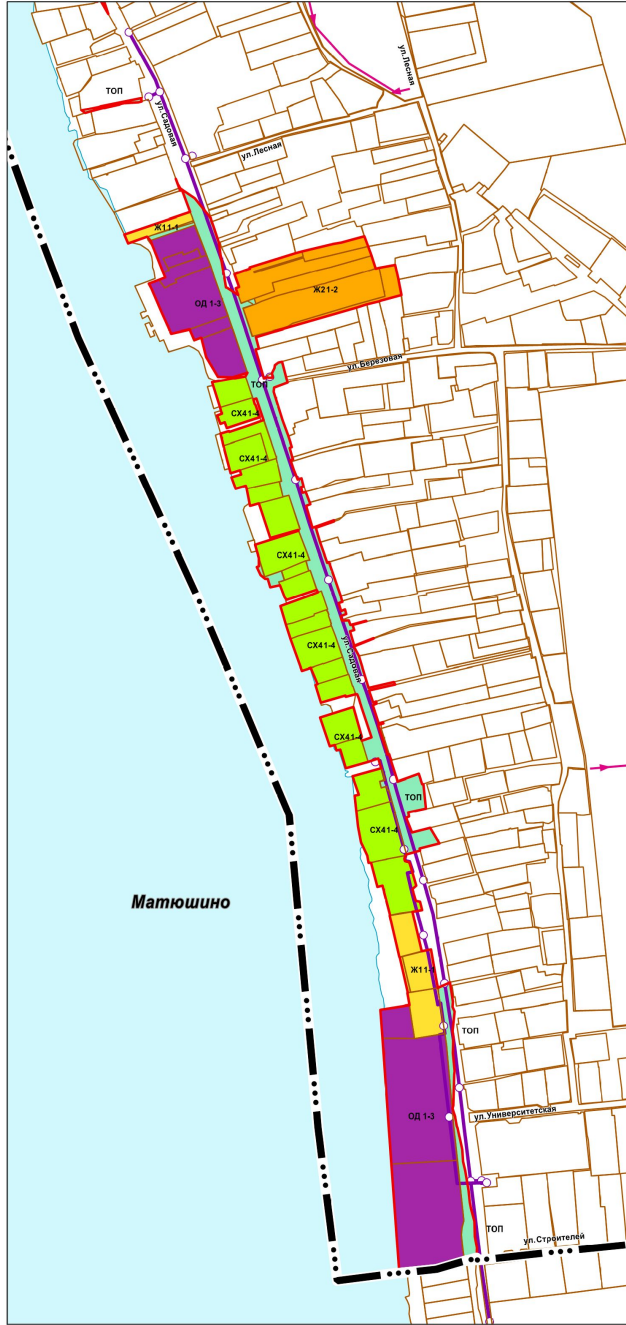 ул.Лесная
ТОП
ул.Садовая
ул.Лесная
Ж11-1
ОД 1-3
Ж21-2
ул.Березовая
ТОП
СХ41-4
СХ41-4
СХ41-4
СХ41-4
ул.Садовая
СХ41-4
ТОП
СХ41-4
Матюшино
Ж11-1
ТОП
ОД 1-3
ул.Университетская
ТОП
ул.Строителей